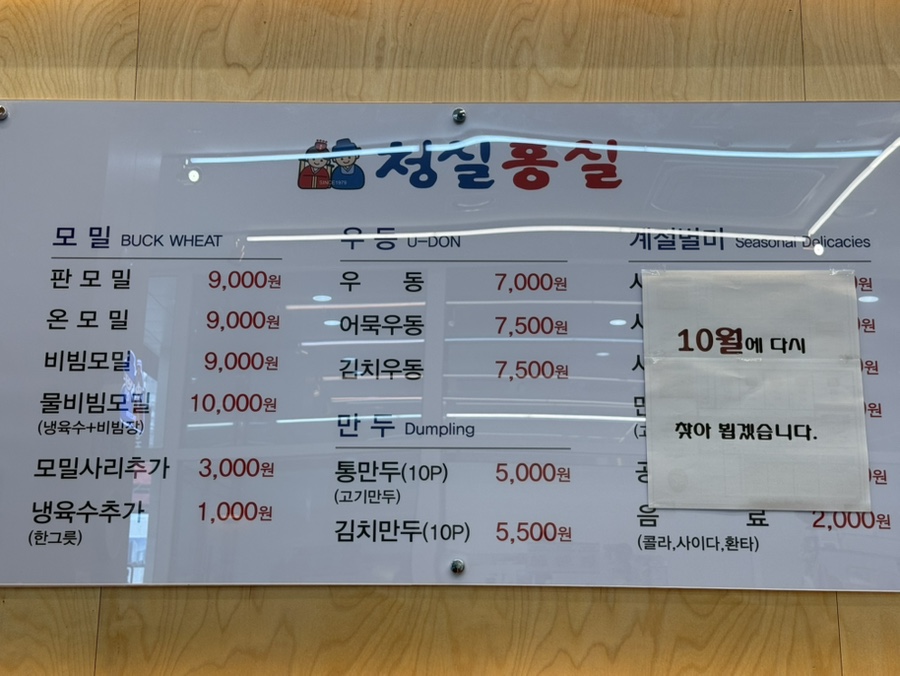 SINCE1979
청실홍실
모밀 BUCK WHEAT
판모밀 9,000원
온모밀 9,000원
비빔모밀 9,000원
물비빔모밀 10,000원
(냉육수+비빔장)
모밀사리추가 3,000원
냉육수추가 1,000원
(한그릇)
우동 U-DON
우동 7,000원
어묵우동 7,500원
김치우동 7,500원
만두 Dumpling
통만두(10P) 5,000원
(고기만두)
김치만두(10P) 5,500원
계절별미 Seasonal Delicacies
10월에 다시
찾아 뵙겠습니다.
음료 2,000원
(콜라,사이다,환타)